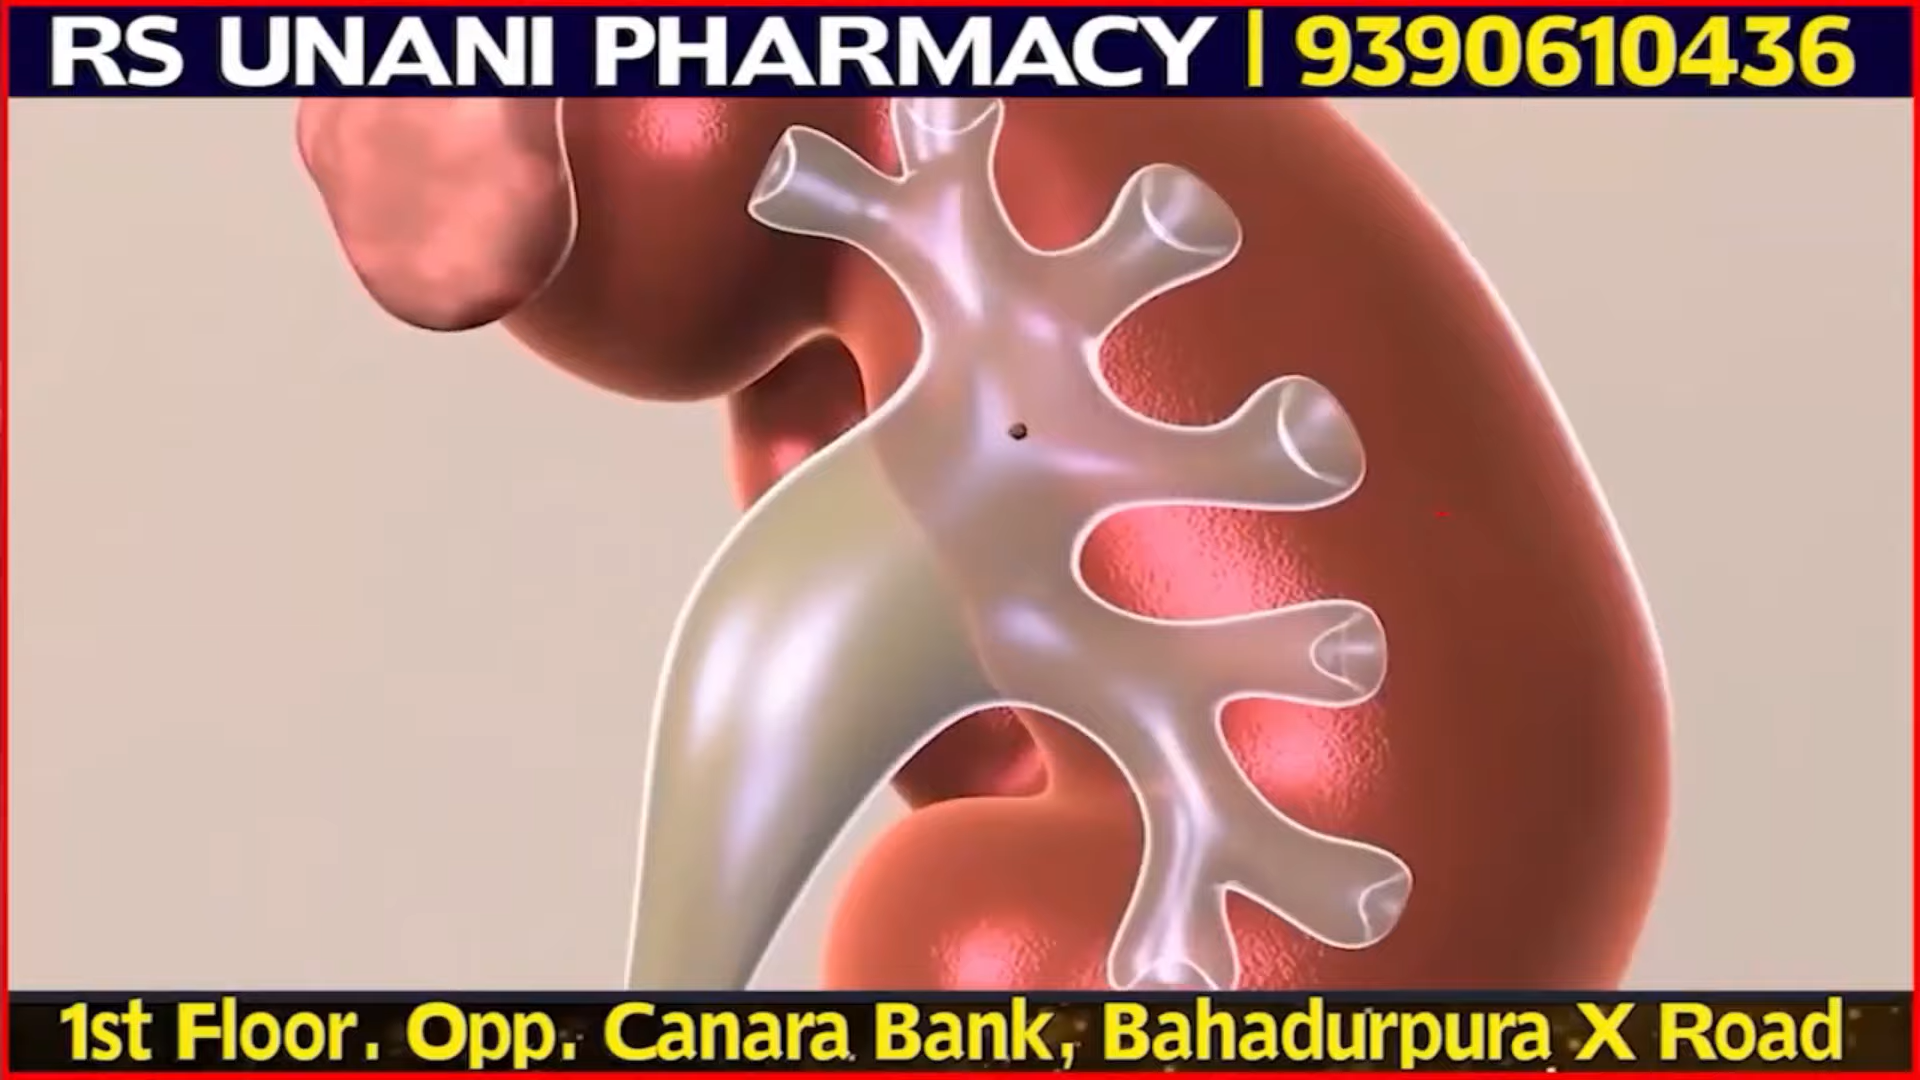 RS UNANI PHARMACY | 9390610436
1st Floor. Opp. Canara Bank, Bahadurpura X Road